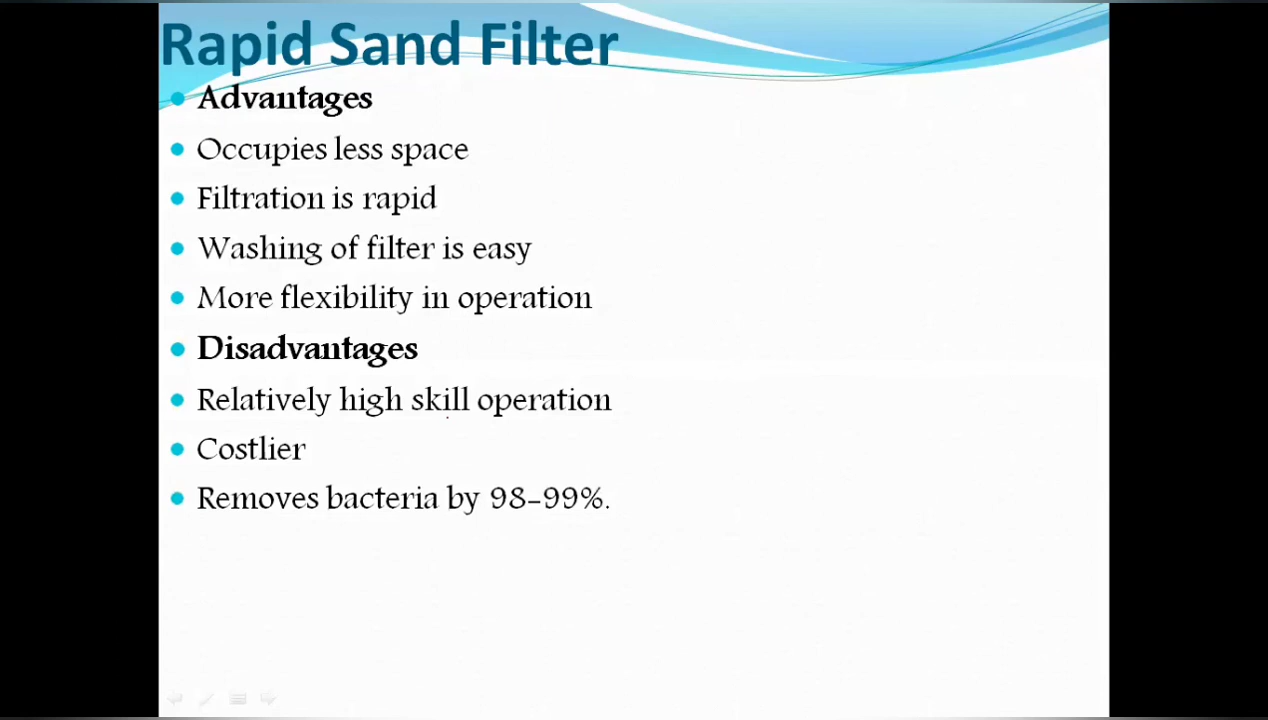 Rapid Sand Filter
Advantages
Occupies less space
Filtration is rapid
Washing of filter is easy
More flexibility in operation
Disadvantages
Relatively high skill operation
Costlier
Removes bacteria by 98-99%.